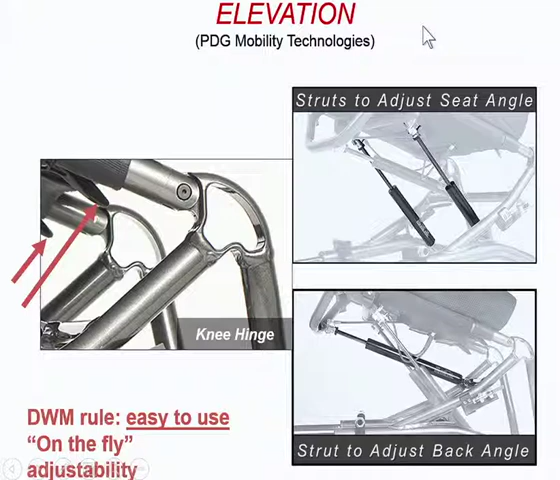 ELEVATION
(PDG Mobility Technologies)
Struts to Adjust Seat Angle
Knee Hinge
Strut to Adjust Back Angle
DWM rule: easy to use
“On the fly”
adjustability